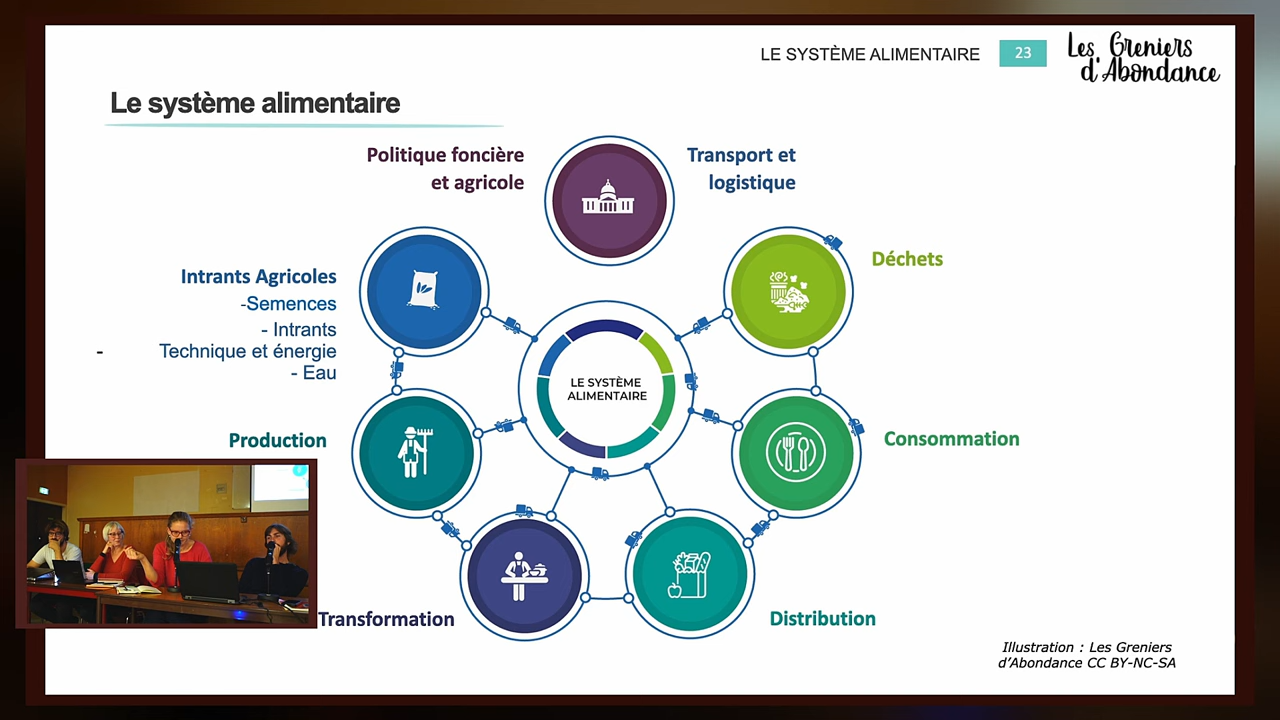 LE SYSTÈME ALIMENTAIRE
23
Les Greniers
d'Abondance
Le système alimentaire
Politique foncière
et agricole
Transport et
logistique
Déchets
Intrants Agricoles
-Semences
- Intrants
- Technique et énergie
- Eau
LE SYSTÈME
ALIMENTAIRE
Production
Consommation
Transformation
Distribution
Illustration : Les Greniers
d'Abondance CC BY-NC-SA